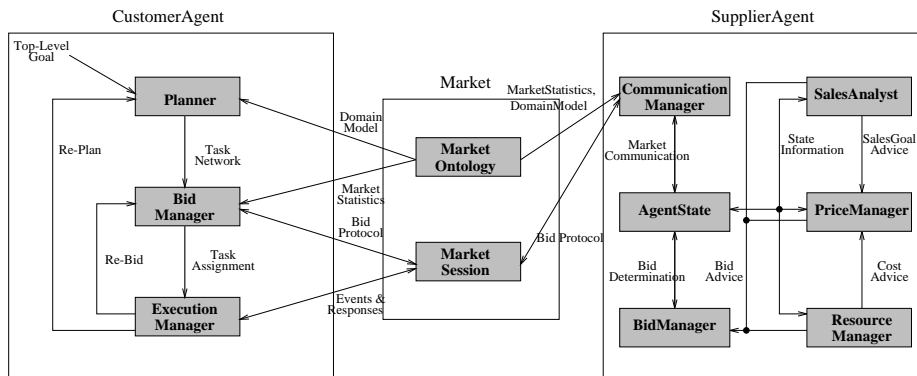 CustomerAgent
SupplierAgent
Top-Level
Goal
Market
Planner
MarketStatistics,
DomainModel
Communication
Manager
SalesAnalyst
Domain
Model
Re-Plan
Task
Network
Market
Ontology
Market
Communication
State
Information
SalesGoal
Advice
Market
Statistics
Bid
Manager
AgentState
PriceManager
Bid
Protocol
Bid Protocol
Re-Bid
Task
Assignment
Market
Session
Bid
Determination
Bid
Advice
Cost
Advice
Events &
Responses
Execution
Manager
BidManager
Resource
Manager